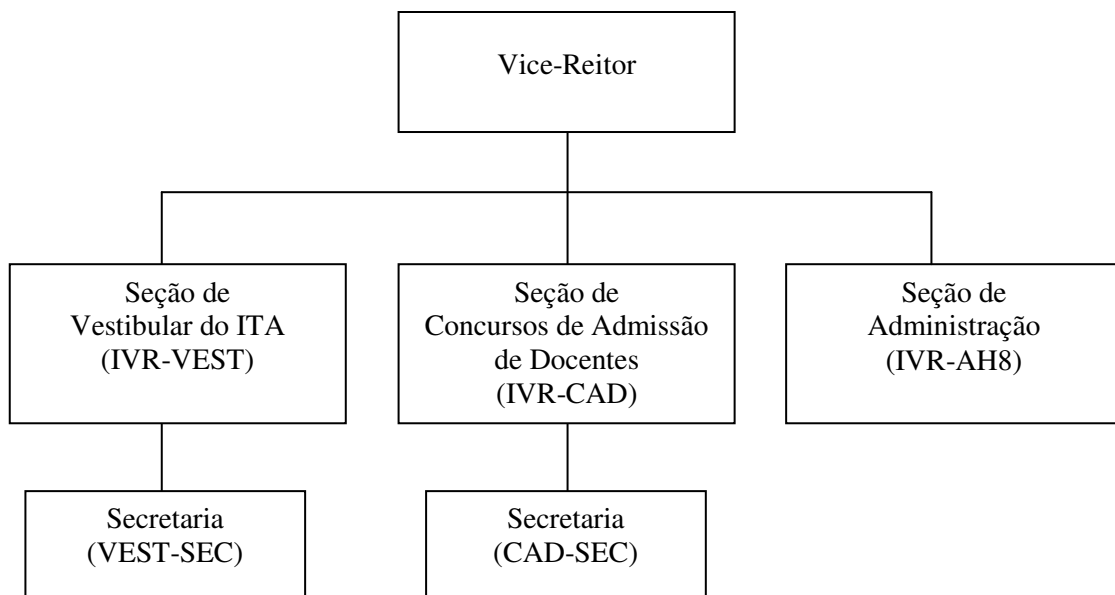 Vice-Reitor
Seção de
Vestibular do ITA
(IVR-VEST)
Seção de
Concursos de Admissão
de Docentes
(IVR-CAD)
Seção de
Administração
(IVR-AH8)
Secretaria
(VEST-SEC)
Secretaria
(CAD-SEC)